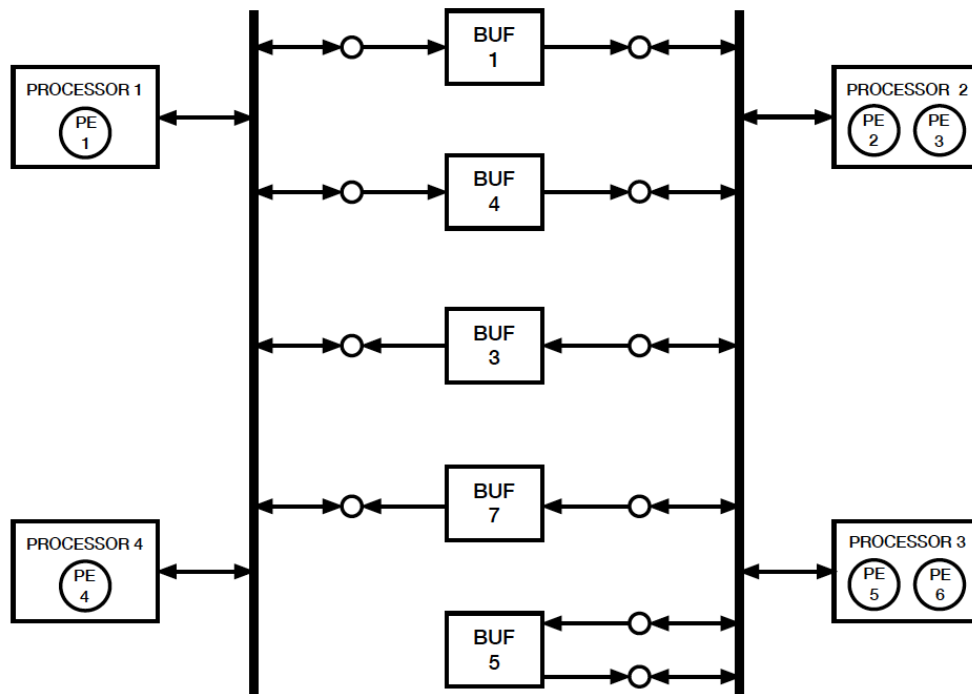 BUF
1
PROCESSOR 1
PE
1
PROCESSOR 2
PE
2
PE
3
BUF
4
BUF
3
BUF
7
PROCESSOR 4
PE
4
PROCESSOR 3
PE
5
PE
6
BUF
5